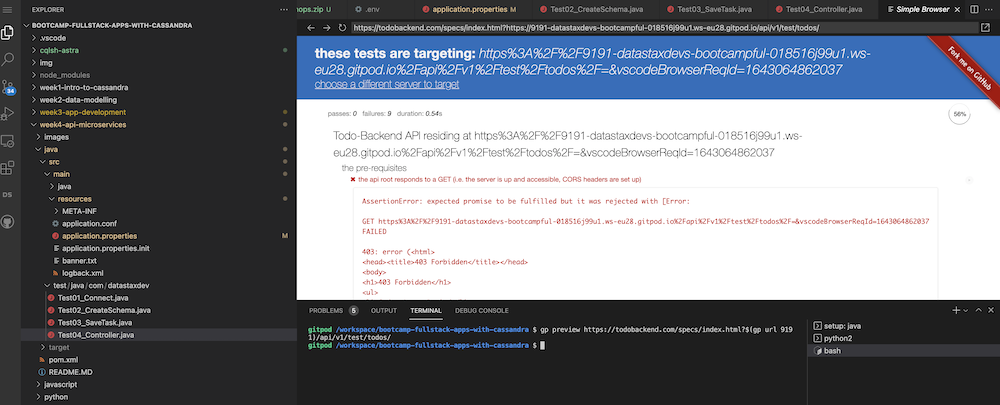 EXPLORER
BOOTCAMP-FULLSTACK-APPS-WITH-CASSANDRA
.vscode
cqlsh-astra
img
node_modules
week1-intro-to-cassandra
week2-data-modelling
week3-app-development
week4-api-microservices
images
java
src
main
java
resources
META-INF
application.conf
application.properties
M
application.properties.init
banner.txt
logback.xml
test / java / com / datastaxdev
Test01_Connect.java
Test02_CreateSchema.java
Test03_SaveTask.java
Test04_Controller.java
target
pom.xml
README.MD
javascript
python
34
DS
nops.zip U
.env
application.properties M
Test02_CreateSchema.java
Test03_SaveTask.java
Test04_Controller.java
Simple Browser
https://todobackend.com/specs/index.html?https://9191-datastaxdevs-bootcampful-018516j99u1.ws-eu28.gitpod.io/api/v1/test/todos/
these tests are targeting: https%3A%2F%2F9191-datastaxdevs-bootcampful-018516j99u1.ws-
eu28.gitpod.io%2Fapi%2Fv1%2Ftest%2Ftodos%2F=&vscodeBrowserReqId=1643064862037
choose a different server to target
Fork me on GitHub
passes: 0 failures: 9 duration: 0.54s
56%
Todo-Backend API residing at https%3A%2F%2F9191-datastaxdevs-bootcampful-018516j99u1.ws-
eu28.gitpod.io%2Fapi%2Fv1%2Ftest%2Ftodos%2F=&vscodeBrowserReqId=1643064862037
the pre-requisites
✖ the api root responds to a GET (i.e. the server is up and accessible, CORS headers are set up)
AssertionError: expected promise to be fulfilled but it was rejected with [Error:
GET https%3A%2F%2F9191-datastaxdevs-bootcampful-018516j99u1.ws-eu28.gitpod.io%2Fapi%2Fv1%2Ftest%2Ftodos%2F=&vscodeBrowserReqId=1643064862037
FAILED
403: error (<html>
<head><title>403 Forbidden</title></head>
<body>
<h1>403 Forbidden</h1>
<ul>
PROBLEMS 5 OUTPUT TERMINAL DEBUG CONSOLE
gitpod /workspace/bootcamp-fullstack-apps-with-cassandra $ gp preview https://todobackend.com/specs/index.html?$(gp url 919
1)/api/v1/test/todos/
gitpod /workspace/bootcamp-fullstack-apps-with-cassandra $
setup: java
python2
bash